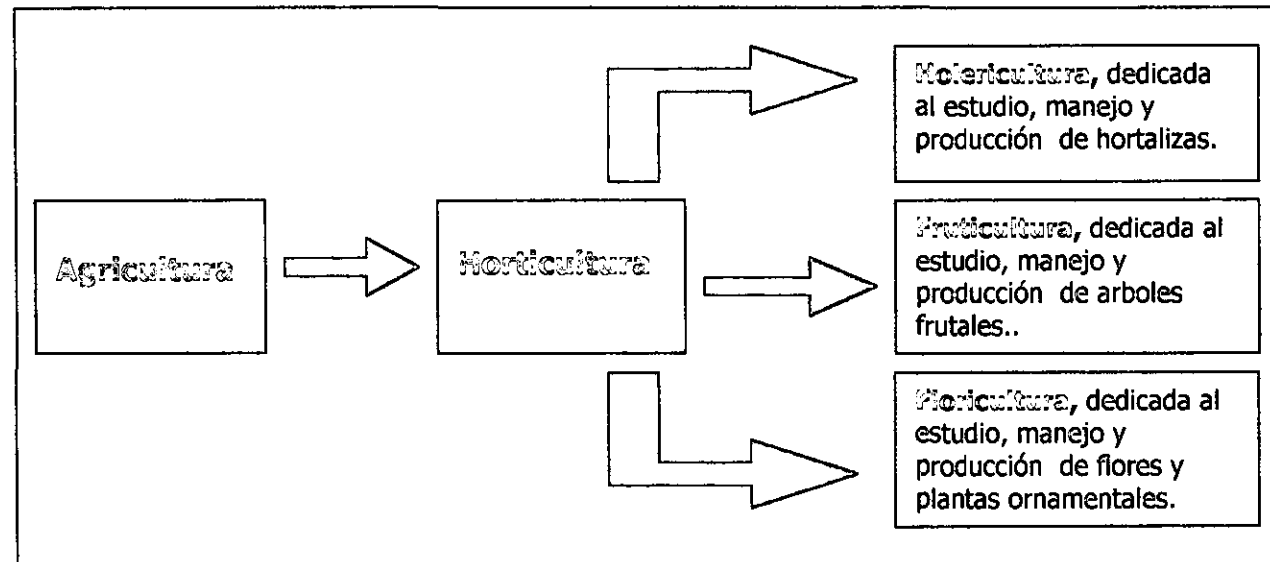 Agricultura
Horticultura
Holericultura, dedicada
al estudio, manejo y
producción de hortalizas.
Fruticultura, dedicada al
estudio, manejo y
producción de arboles
frutales..
Floricultura, dedicada al
estudio, manejo y
producción de flores y
plantas ornamentales.